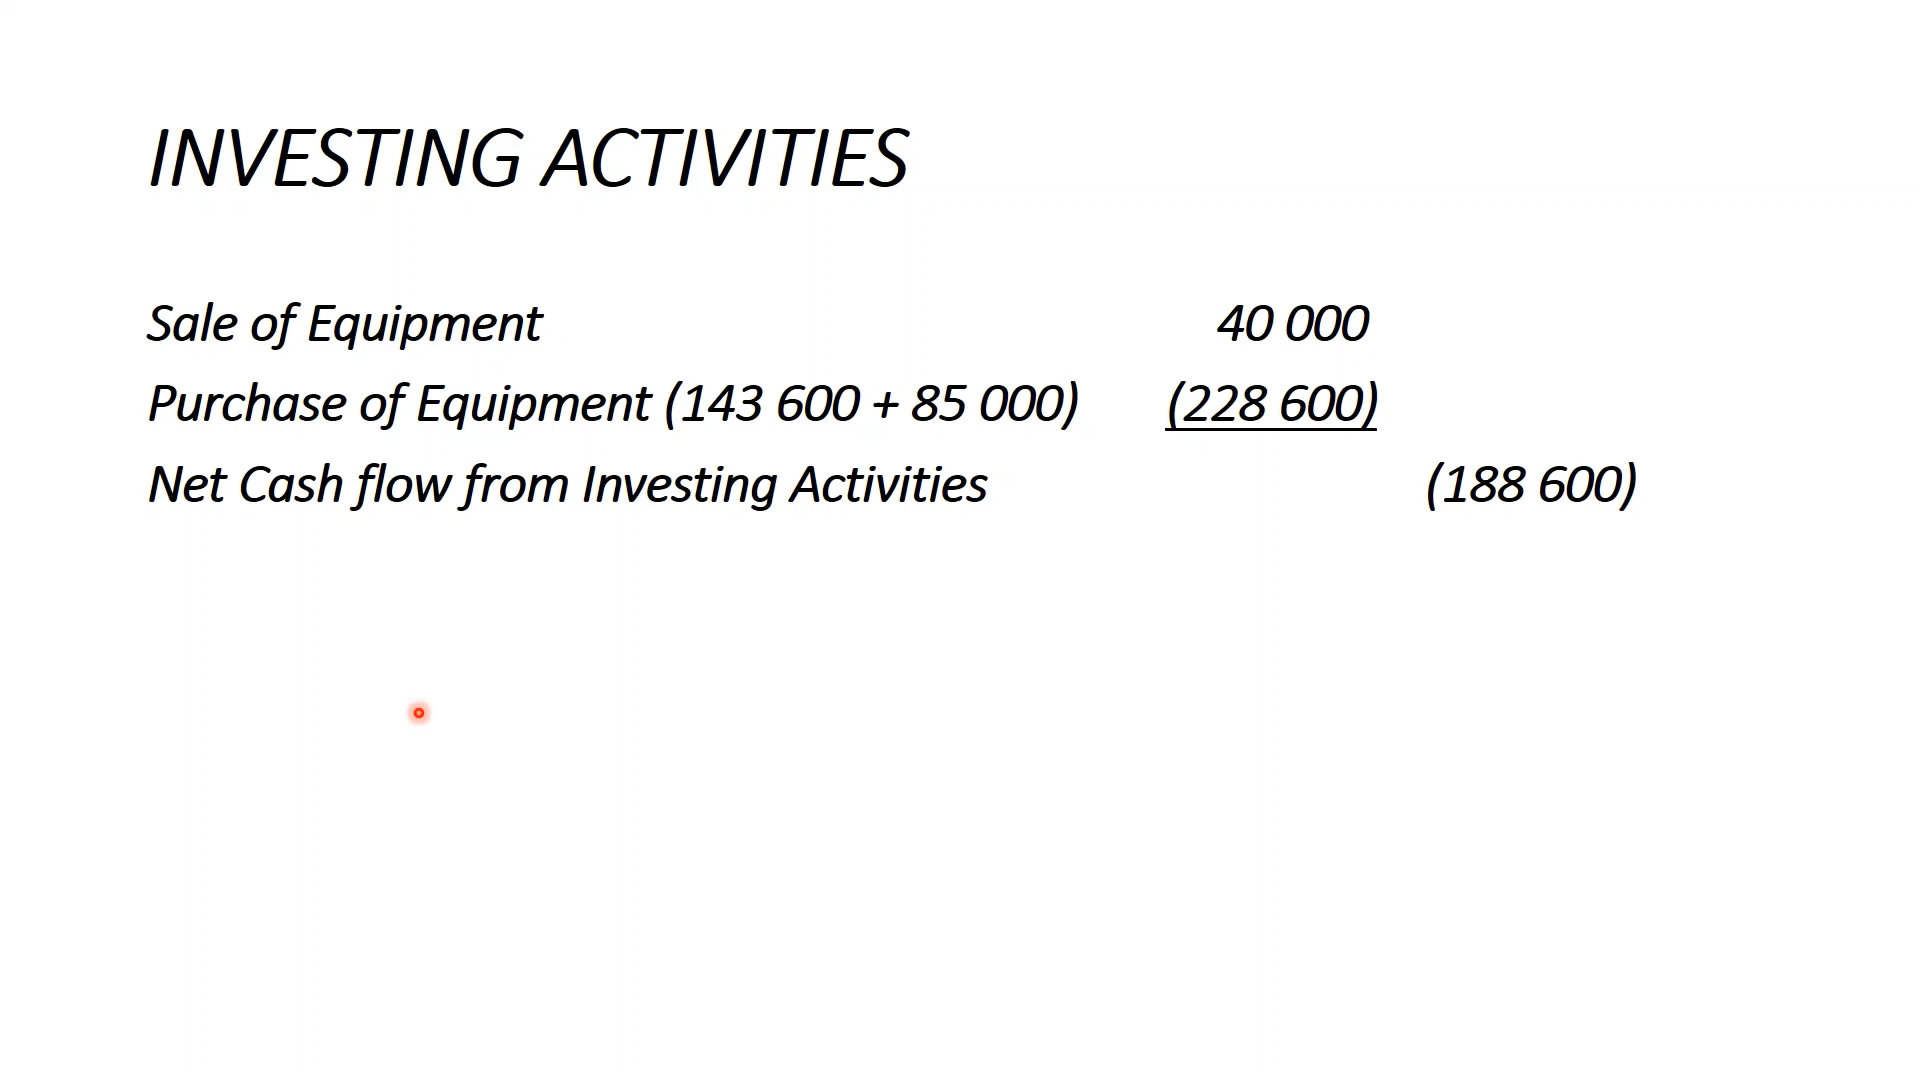 INVESTING ACTIVITIES
Sale of Equipment 40 000
Purchase of Equipment (143 600 + 85 000) (228 600)
Net Cash flow from Investing Activities (188 600)